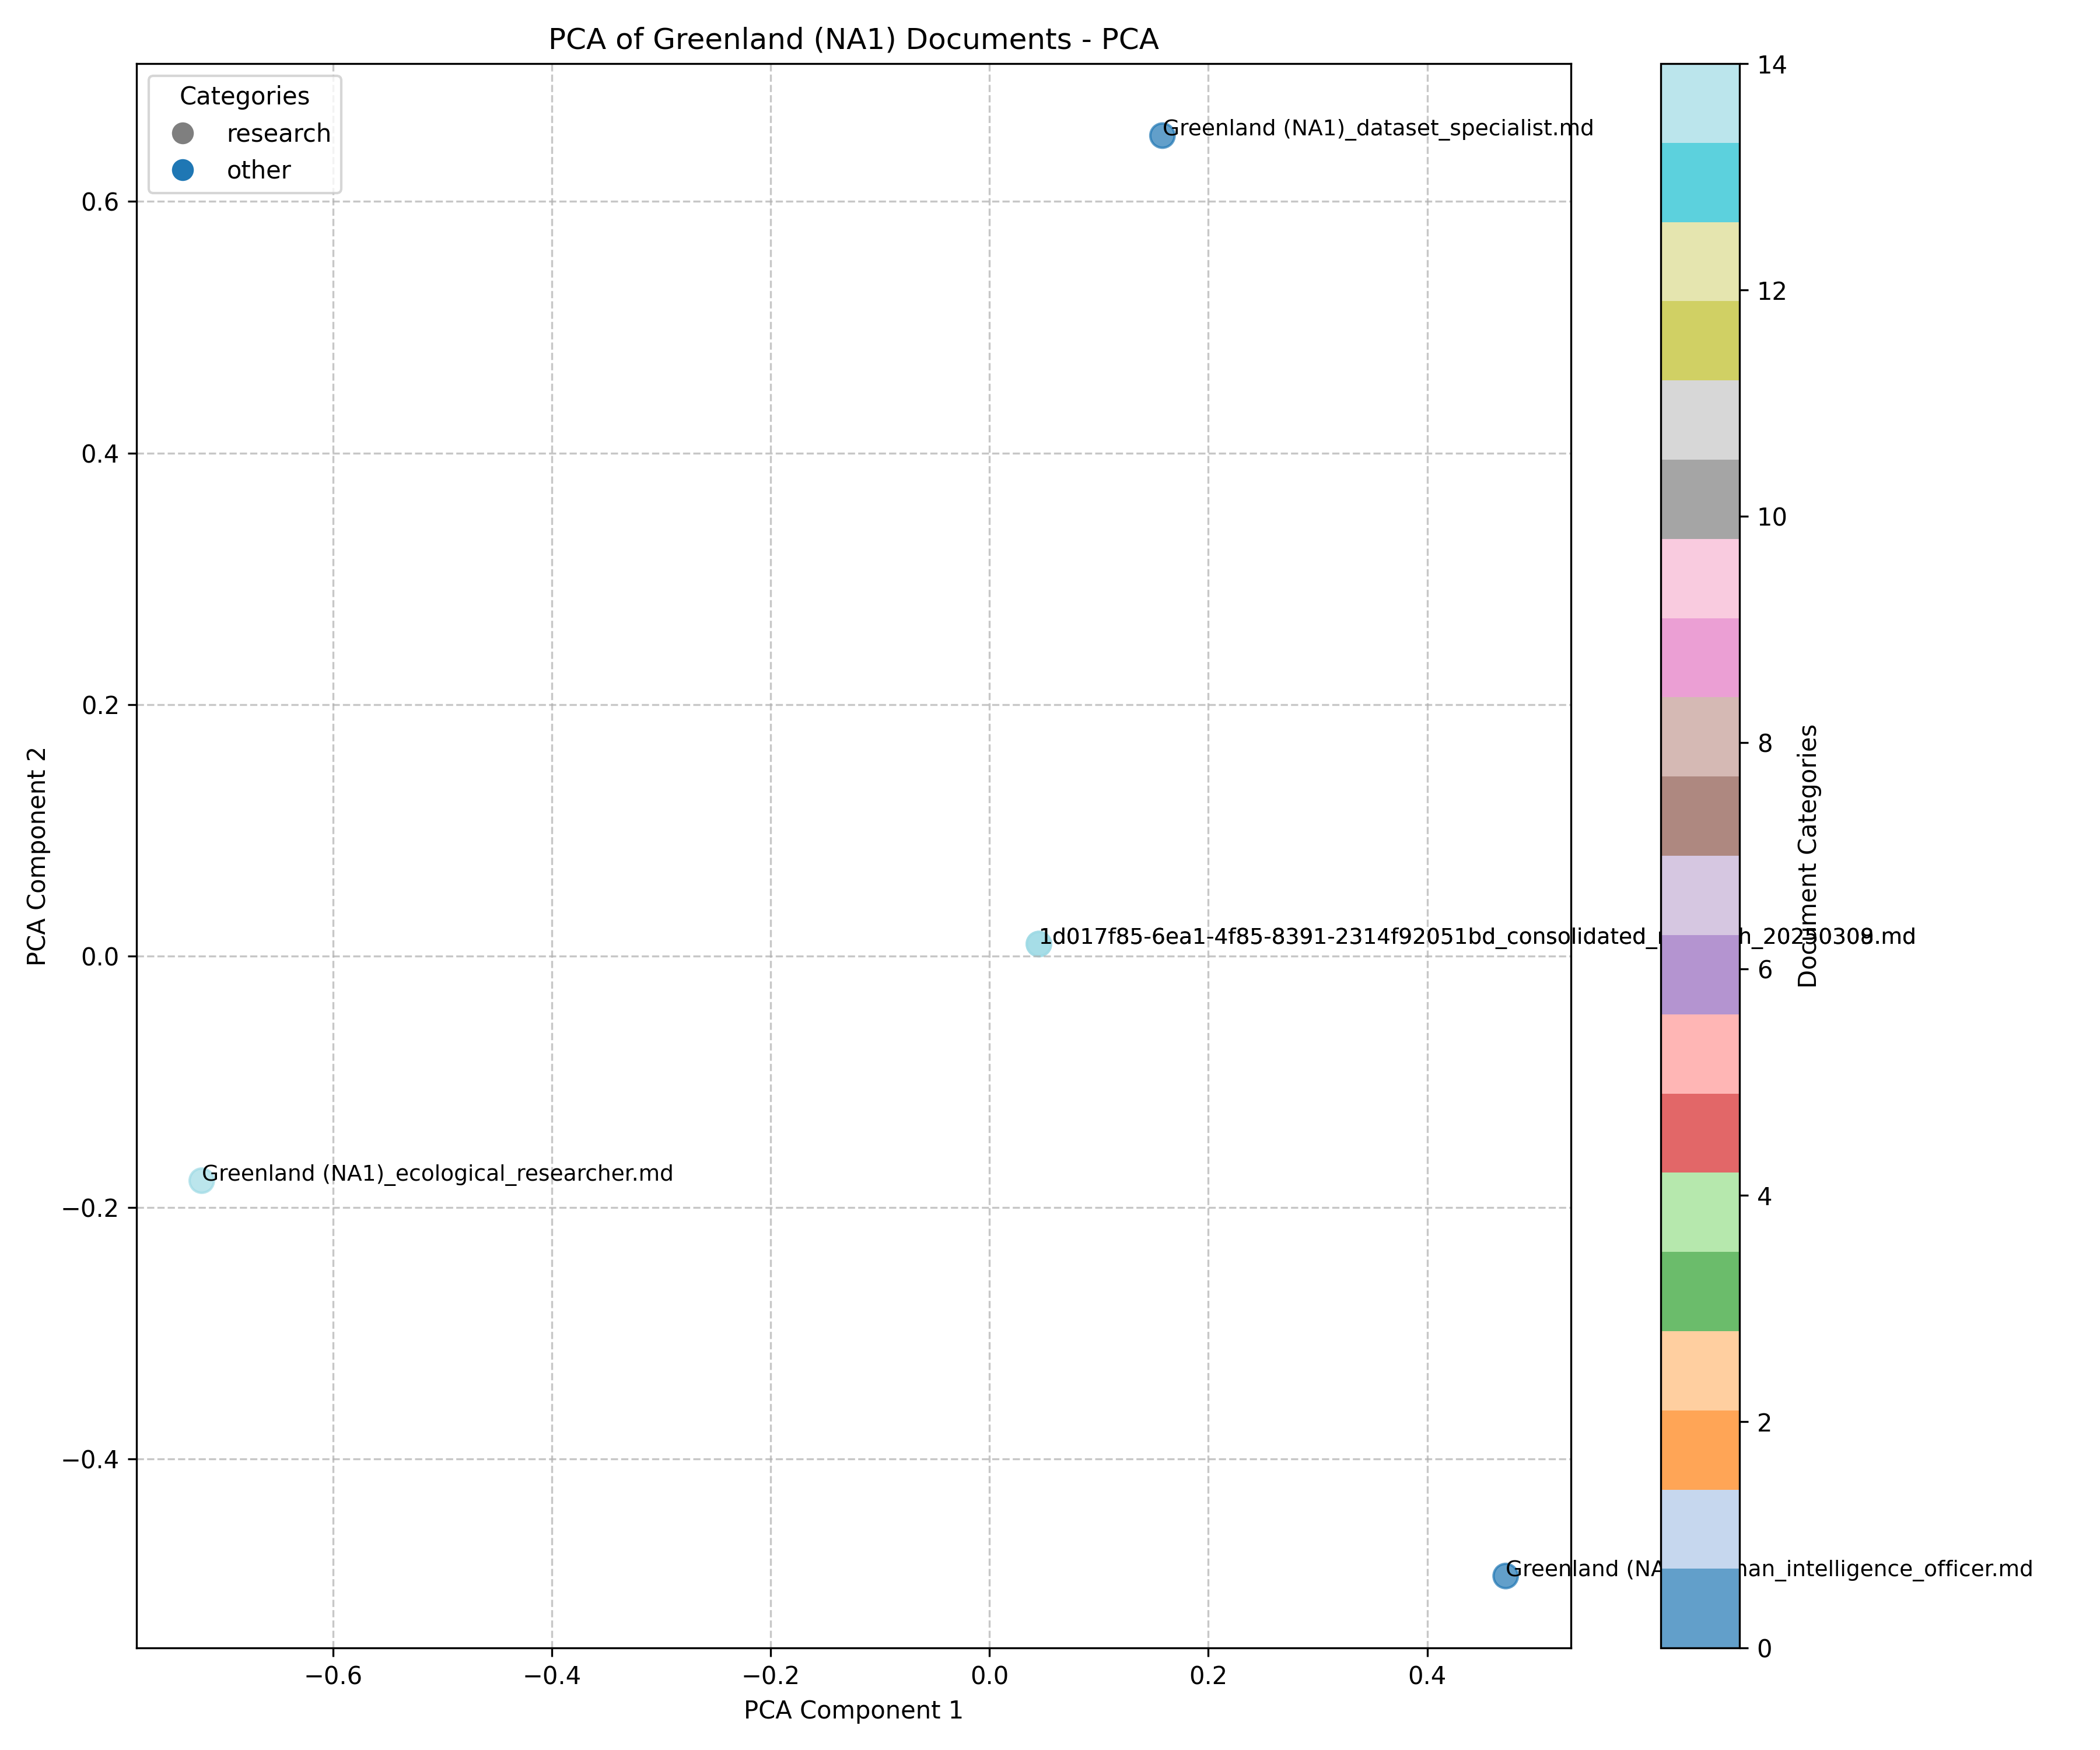 PCA of Greenland (NA1) Documents - PCA
Categories
research
other
Greenland (NA1)_dataset_specialist.md
1d017f85-6ea1-4f85-8391-2314f92051bd_consolidated_
Greenland (NA1)_ecological_researcher.md
Greenland (NA
an_intelligence_officer.md
PCA Component 2
0.6
0.4
0.2
0.0
−0.2
−0.4
−0.6
−0.4
−0.2
0.0
0.2
0.4
PCA Component 1
14
12
10
8
6
4
2
0
Document Categories